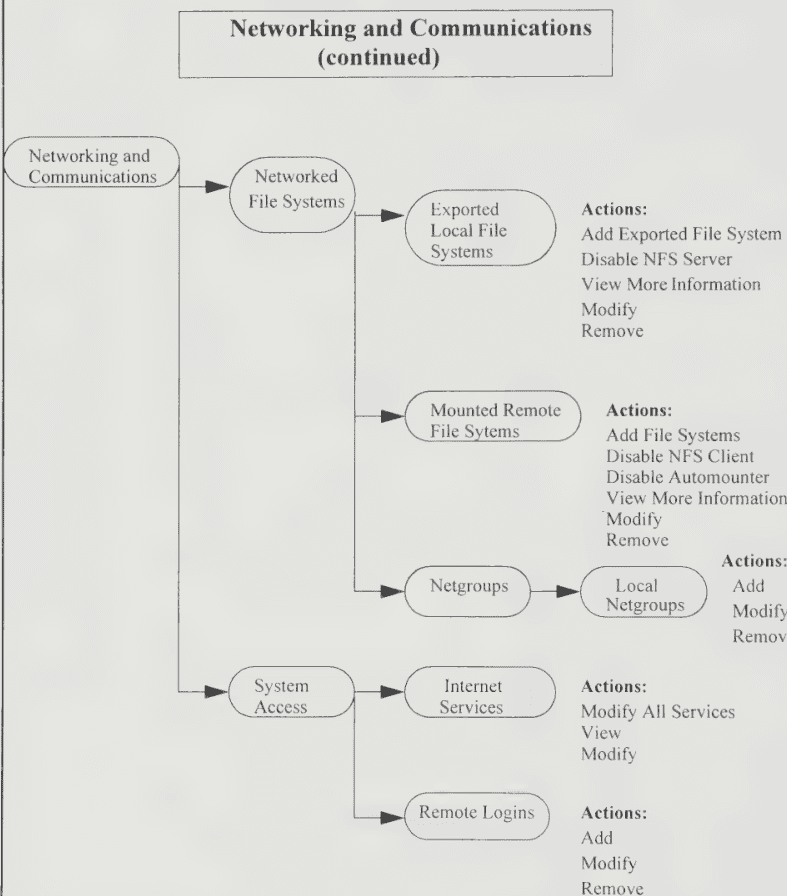 Networking and Communications
(continued)
Networking and
Communications
Networked
File Systems
Exported
Local File
Systems
Actions:
Add Exported File System
Disable NFS Server
View More Information
Modify
Remove
Mounted Remote
File Sytems
Actions:
Add File Systems
Disable NFS Client
Disable Automounter
View More Information
Modify
Remove
Netgroups
Local
Netgroups
Actions:
Add
Modify
Remov
System
Access
Internet
Services
Actions:
Modify All Services
View
Modify
Remote Logins
Actions:
Add
Modify
Remove